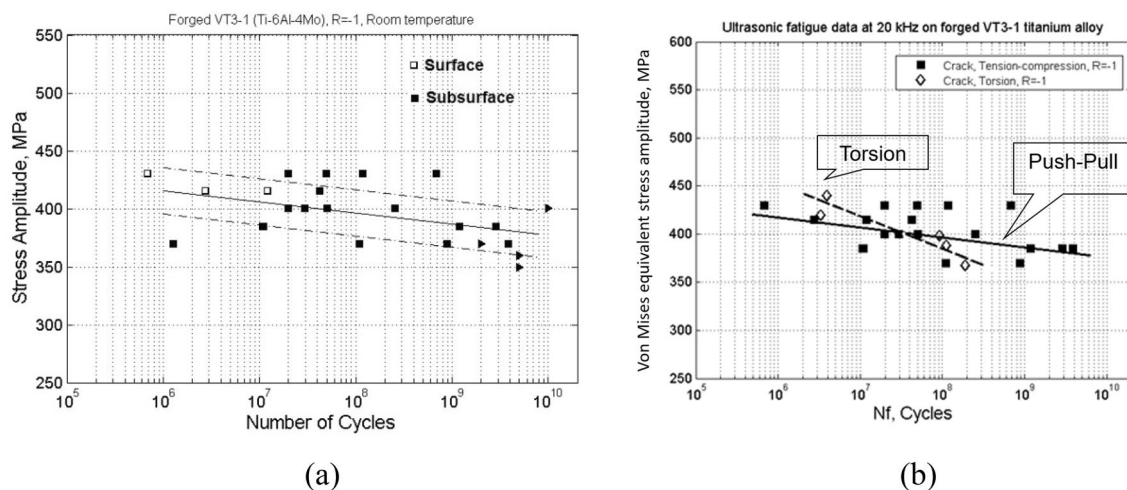 Forged VT3-1 (Ti-6Al-4Mo), R=-1, Room temperature
Stress Amplitude, MPa
550
500
450
400
350
300
250
Surface
Subsurface
10^5
10^6
10^7
10^8
10^9
10^10
Number of Cycles
(a)
Ultrasonic fatigue data at 20 kHz on forged VT3-1 titanium alloy
Von Mises equivalent stress amplitude, MPa
600
550
500
450
400
350
300
250
Crack, Tension-compression, R=-1
Crack, Torsion, R=-1
Torsion
Push-Pull
10^5
10^6
10^7
10^8
10^9
10^10
Nf, Cycles
(b)